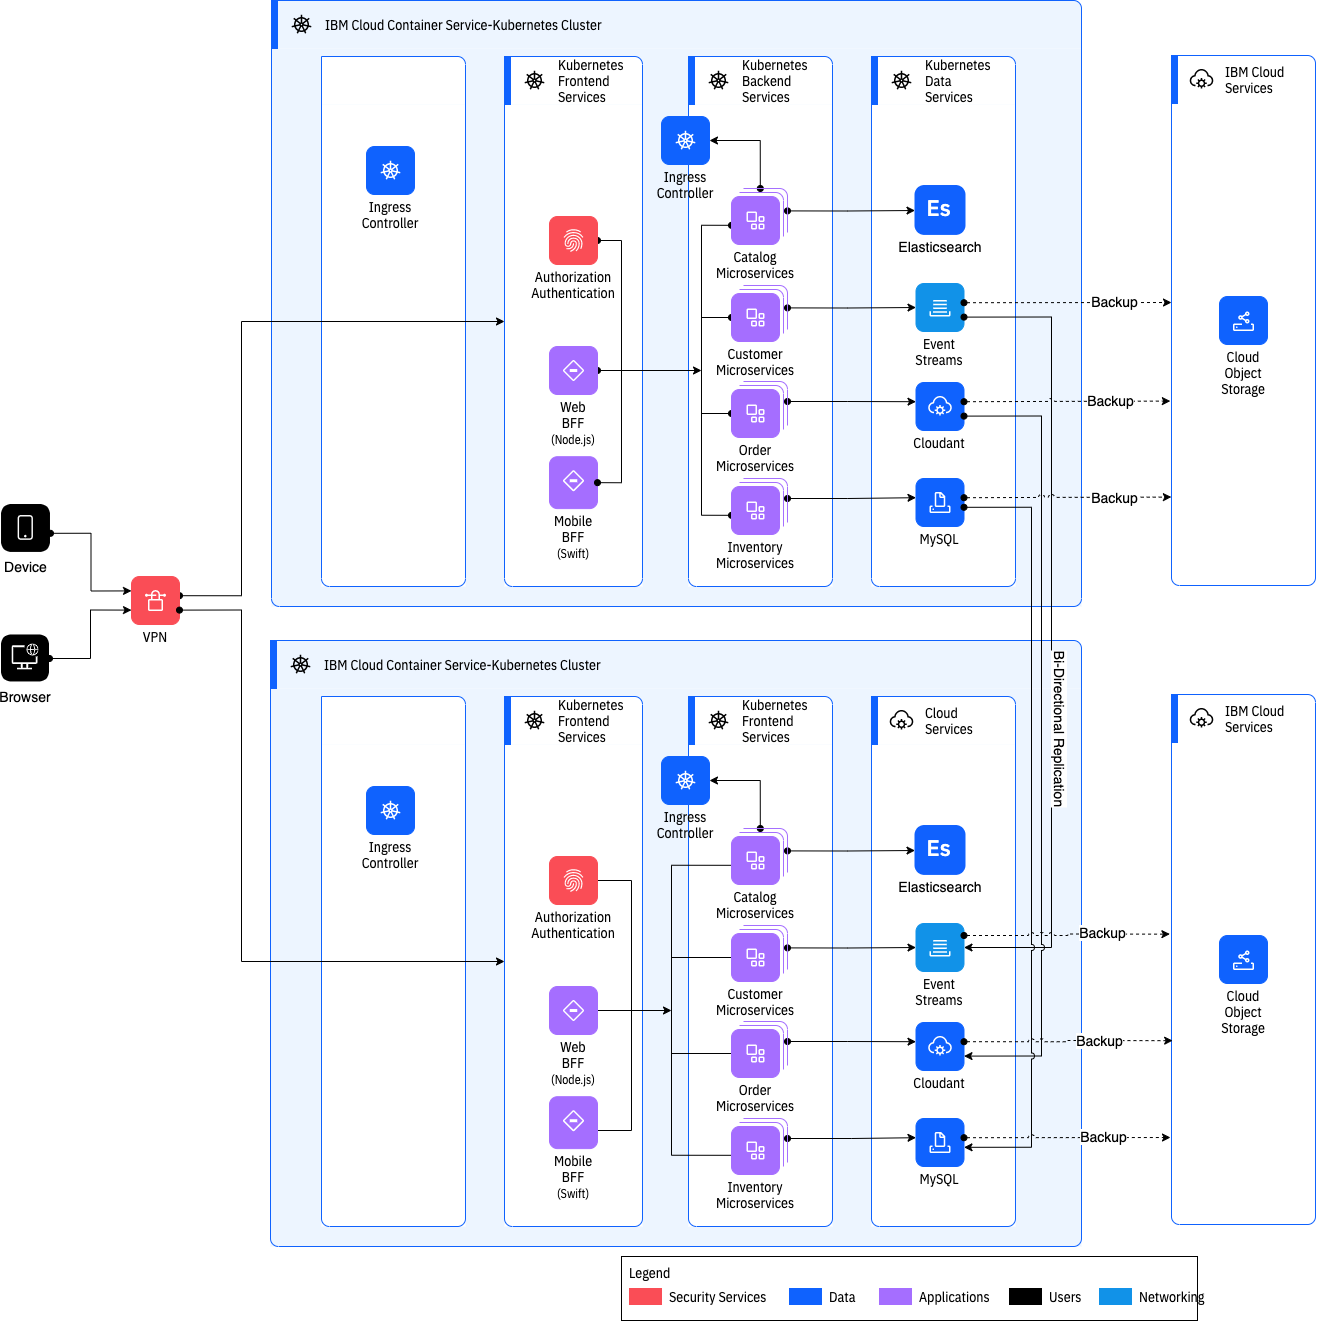 IBM Cloud Container Service-Kubernetes Cluster
Ingress
Controller
Kubernetes
Frontend
Services
Authorization
Authentication
Web
BFF
(Node.js)
Mobile
BFF
(Swift)
Kubernetes
Backend
Services
Ingress
Controller
Catalog
Microservices
Customer
Microservices
Order
Microservices
Inventory
Microservices
Kubernetes
Data
Services
Es
Elasticsearch
Event
Streams
Cloudant
MySQL
Backup
Backup
Backup
IBM Cloud
Services
Cloud
Object
Storage
Device
Browser
VPN
IBM Cloud Container Service-Kubernetes Cluster
Ingress
Controller
Kubernetes
Frontend
Services
Authorization
Authentication
Web
BFF
(Node.js)
Mobile
BFF
(Swift)
Kubernetes
Frontend
Services
Ingress
Controller
Catalog
Microservices
Customer
Microservices
Order
Microservices
Inventory
Microservices
Cloud
Services
Es
Elasticsearch
Event
Streams
Cloudant
MySQL
Bi-Directional Replication
Backup
Backup
Backup
IBM Cloud
Services
Cloud
Object
Storage
Legend
Security Services
Data
Applications
Users
Networking